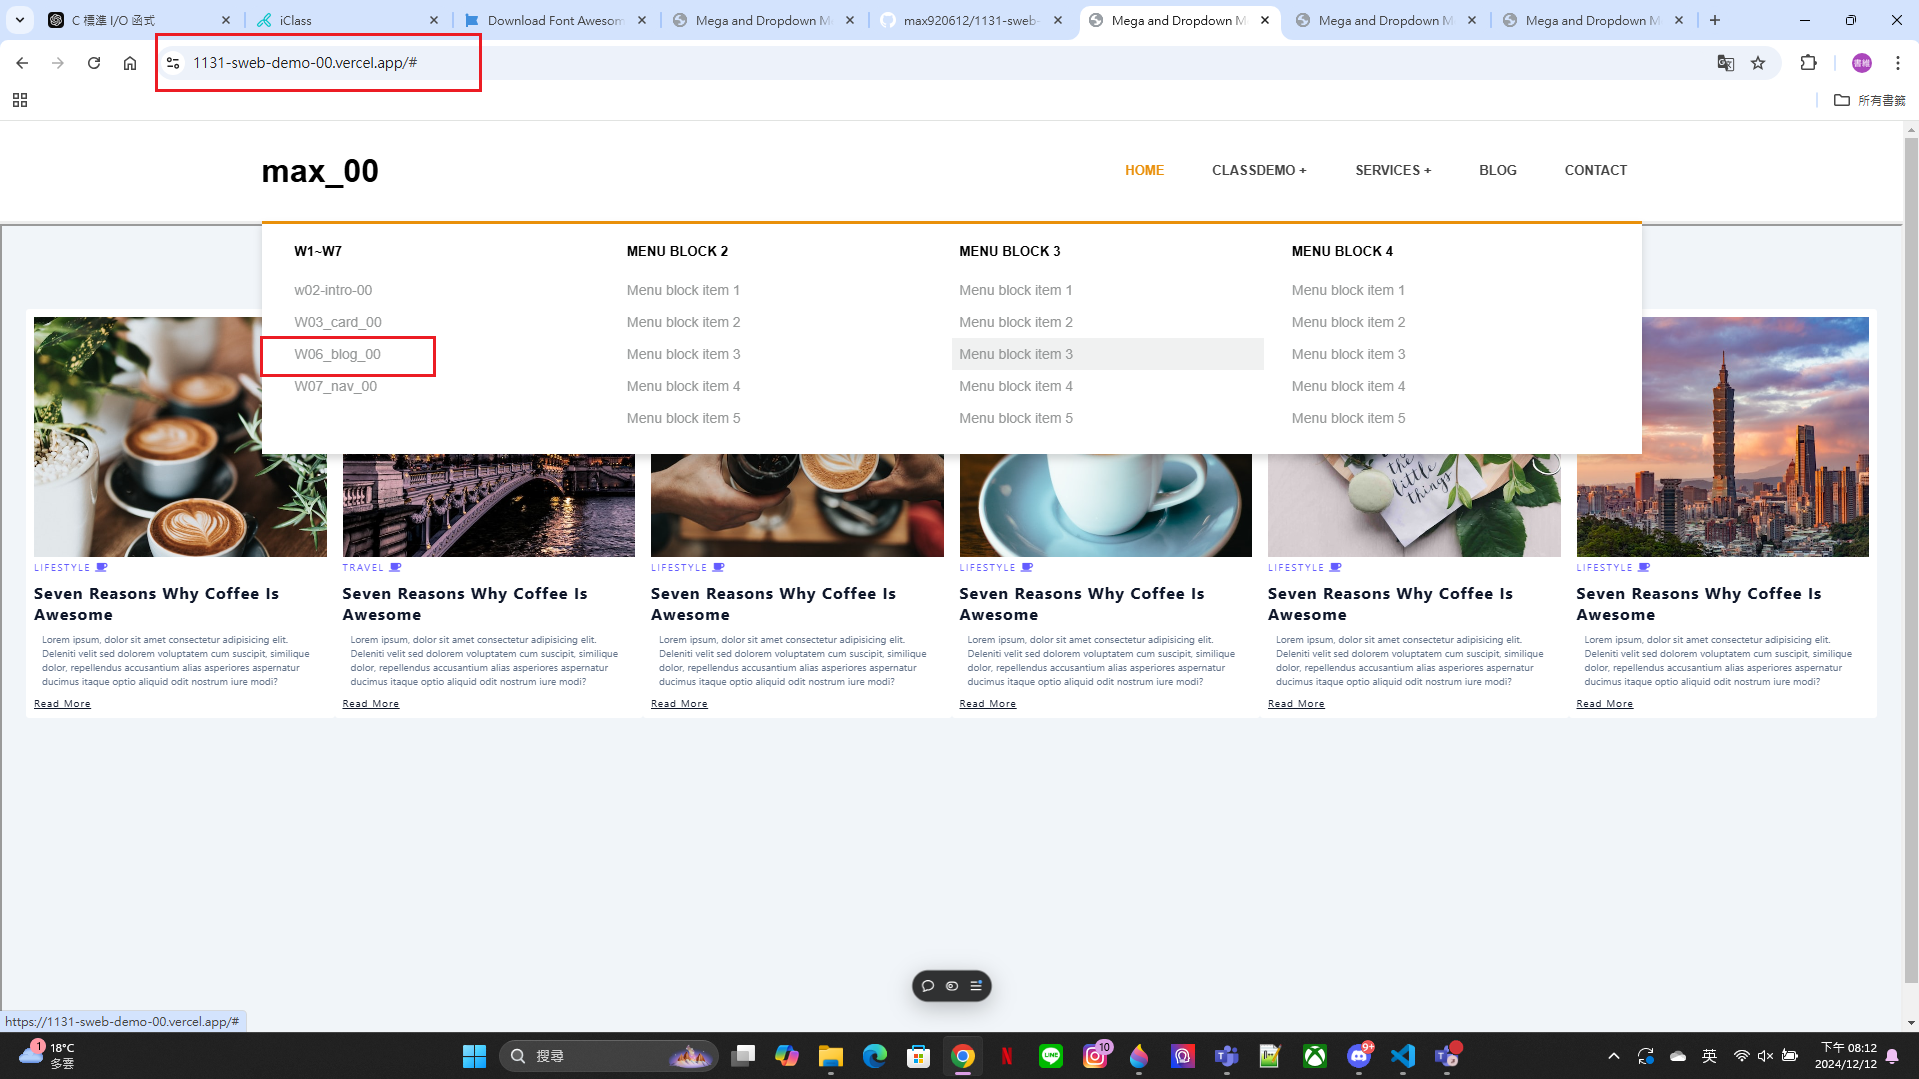 C 標準 I/O 函式
iClass
Download Font Awesom
Mega and Dropdown M
max920612/1131-sweb-
Mega and Dropdown M
Mega and Dropdown M
Mega and Dropdown M
1131-sweb-demo-00.vercel.app/#
書維
所有書籤
max_00
HOME
CLASSDEMO +
SERVICES +
BLOG
CONTACT
W1~W7
w02-intro-00
W03_card_00
W06_blog_00
W07_nav_00
MENU BLOCK 2
Menu block item 1
Menu block item 2
Menu block item 3
Menu block item 4
Menu block item 5
MENU BLOCK 3
Menu block item 1
Menu block item 2
Menu block item 3
Menu block item 4
Menu block item 5
MENU BLOCK 4
Menu block item 1
Menu block item 2
Menu block item 3
Menu block item 4
Menu block item 5
the
little
things
LIFESTYLE
Seven Reasons Why Coffee Is
Awesome
Lorem ipsum, dolor sit amet consectetur adipisicing elit.
Deleniti velit sed dolorem voluptatem cum suscipit, similique
dolor, repellendus accusantium alias asperiores aspernatur
ducimus itaque optio aliquid odit nostrum iure modi?
Read More
TRAVEL
Seven Reasons Why Coffee Is
Awesome
Lorem ipsum, dolor sit amet consectetur adipisicing elit.
Deleniti velit sed dolorem voluptatem cum suscipit, similique
dolor, repellendus accusantium alias asperiores aspernatur
ducimus itaque optio aliquid odit nostrum iure modi?
Read More
LIFESTYLE
Seven Reasons Why Coffee Is
Awesome
Lorem ipsum, dolor sit amet consectetur adipisicing elit.
Deleniti velit sed dolorem voluptatem cum suscipit, similique
dolor, repellendus accusantium alias asperiores aspernatur
ducimus itaque optio aliquid odit nostrum iure modi?
Read More
LIFESTYLE
Seven Reasons Why Coffee Is
Awesome
Lorem ipsum, dolor sit amet consectetur adipisicing elit.
Deleniti velit sed dolorem voluptatem cum suscipit, similique
dolor, repellendus accusantium alias asperiores aspernatur
ducimus itaque optio aliquid odit nostrum iure modi?
Read More
LIFESTYLE
Seven Reasons Why Coffee Is
Awesome
Lorem ipsum, dolor sit amet consectetur adipisicing elit.
Deleniti velit sed dolorem voluptatem cum suscipit, similique
dolor, repellendus accusantium alias asperiores aspernatur
ducimus itaque optio aliquid odit nostrum iure modi?
Read More
LIFESTYLE
Seven Reasons Why Coffee Is
Awesome
Lorem ipsum, dolor sit amet consectetur adipisicing elit.
Deleniti velit sed dolorem voluptatem cum suscipit, similique
dolor, repellendus accusantium alias asperiores aspernatur
ducimus itaque optio aliquid odit nostrum iure modi?
Read More
https://1131-sweb-demo-00.vercel.app/#
1
18°C
多雲
搜尋
LINE
10
9+
英
下午 08:12
2024/12/12